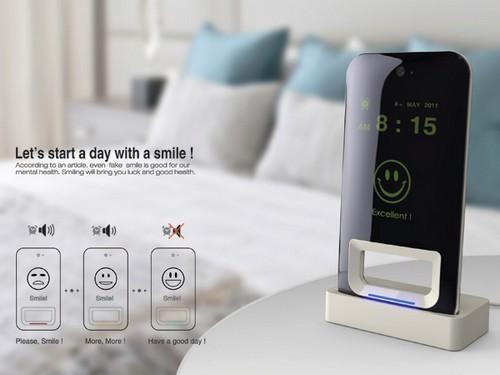 Let's start a day with a smile !
According to an article, even fake smile is good for our
mental health. Smiling will bring you luck and good health.
MAY 2011
AM 8 : 15
Excellent !
Smile!
Smile!
Smile!
Please, Smile !
More, More !
Have a good day !